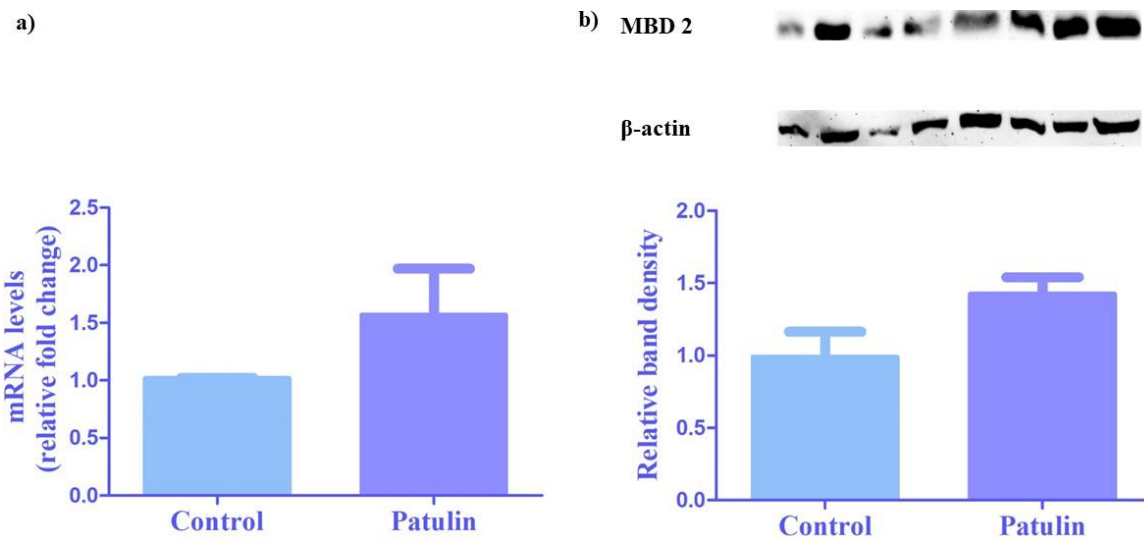 a)
mRNA levels
(relative fold change)
2.5
2.0
1.5
1.0
0.5
0.0
Control
Patulin
b)
MBD 2
β-actin
Relative band density
2.0
1.5
1.0
0.5
0.0
Control
Patulin